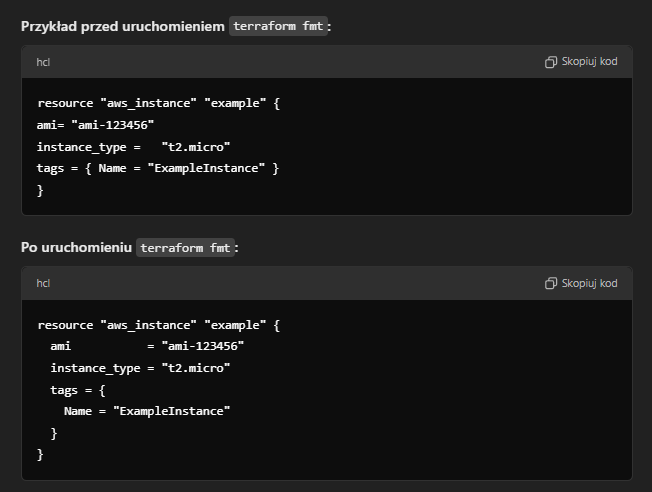 Przykład przed uruchomieniem terraform fmt:
hcl
Skopiuj kod
resource "aws_instance" "example" {
ami= "ami-123456"
instance_type =   "t2.micro"
tags = { Name = "ExampleInstance" }
}
Po uruchomieniu terraform fmt:
hcl
Skopiuj kod
resource "aws_instance" "example" {
  ami           = "ami-123456"
  instance_type = "t2.micro"
  tags = {
    Name = "ExampleInstance"
  }
}